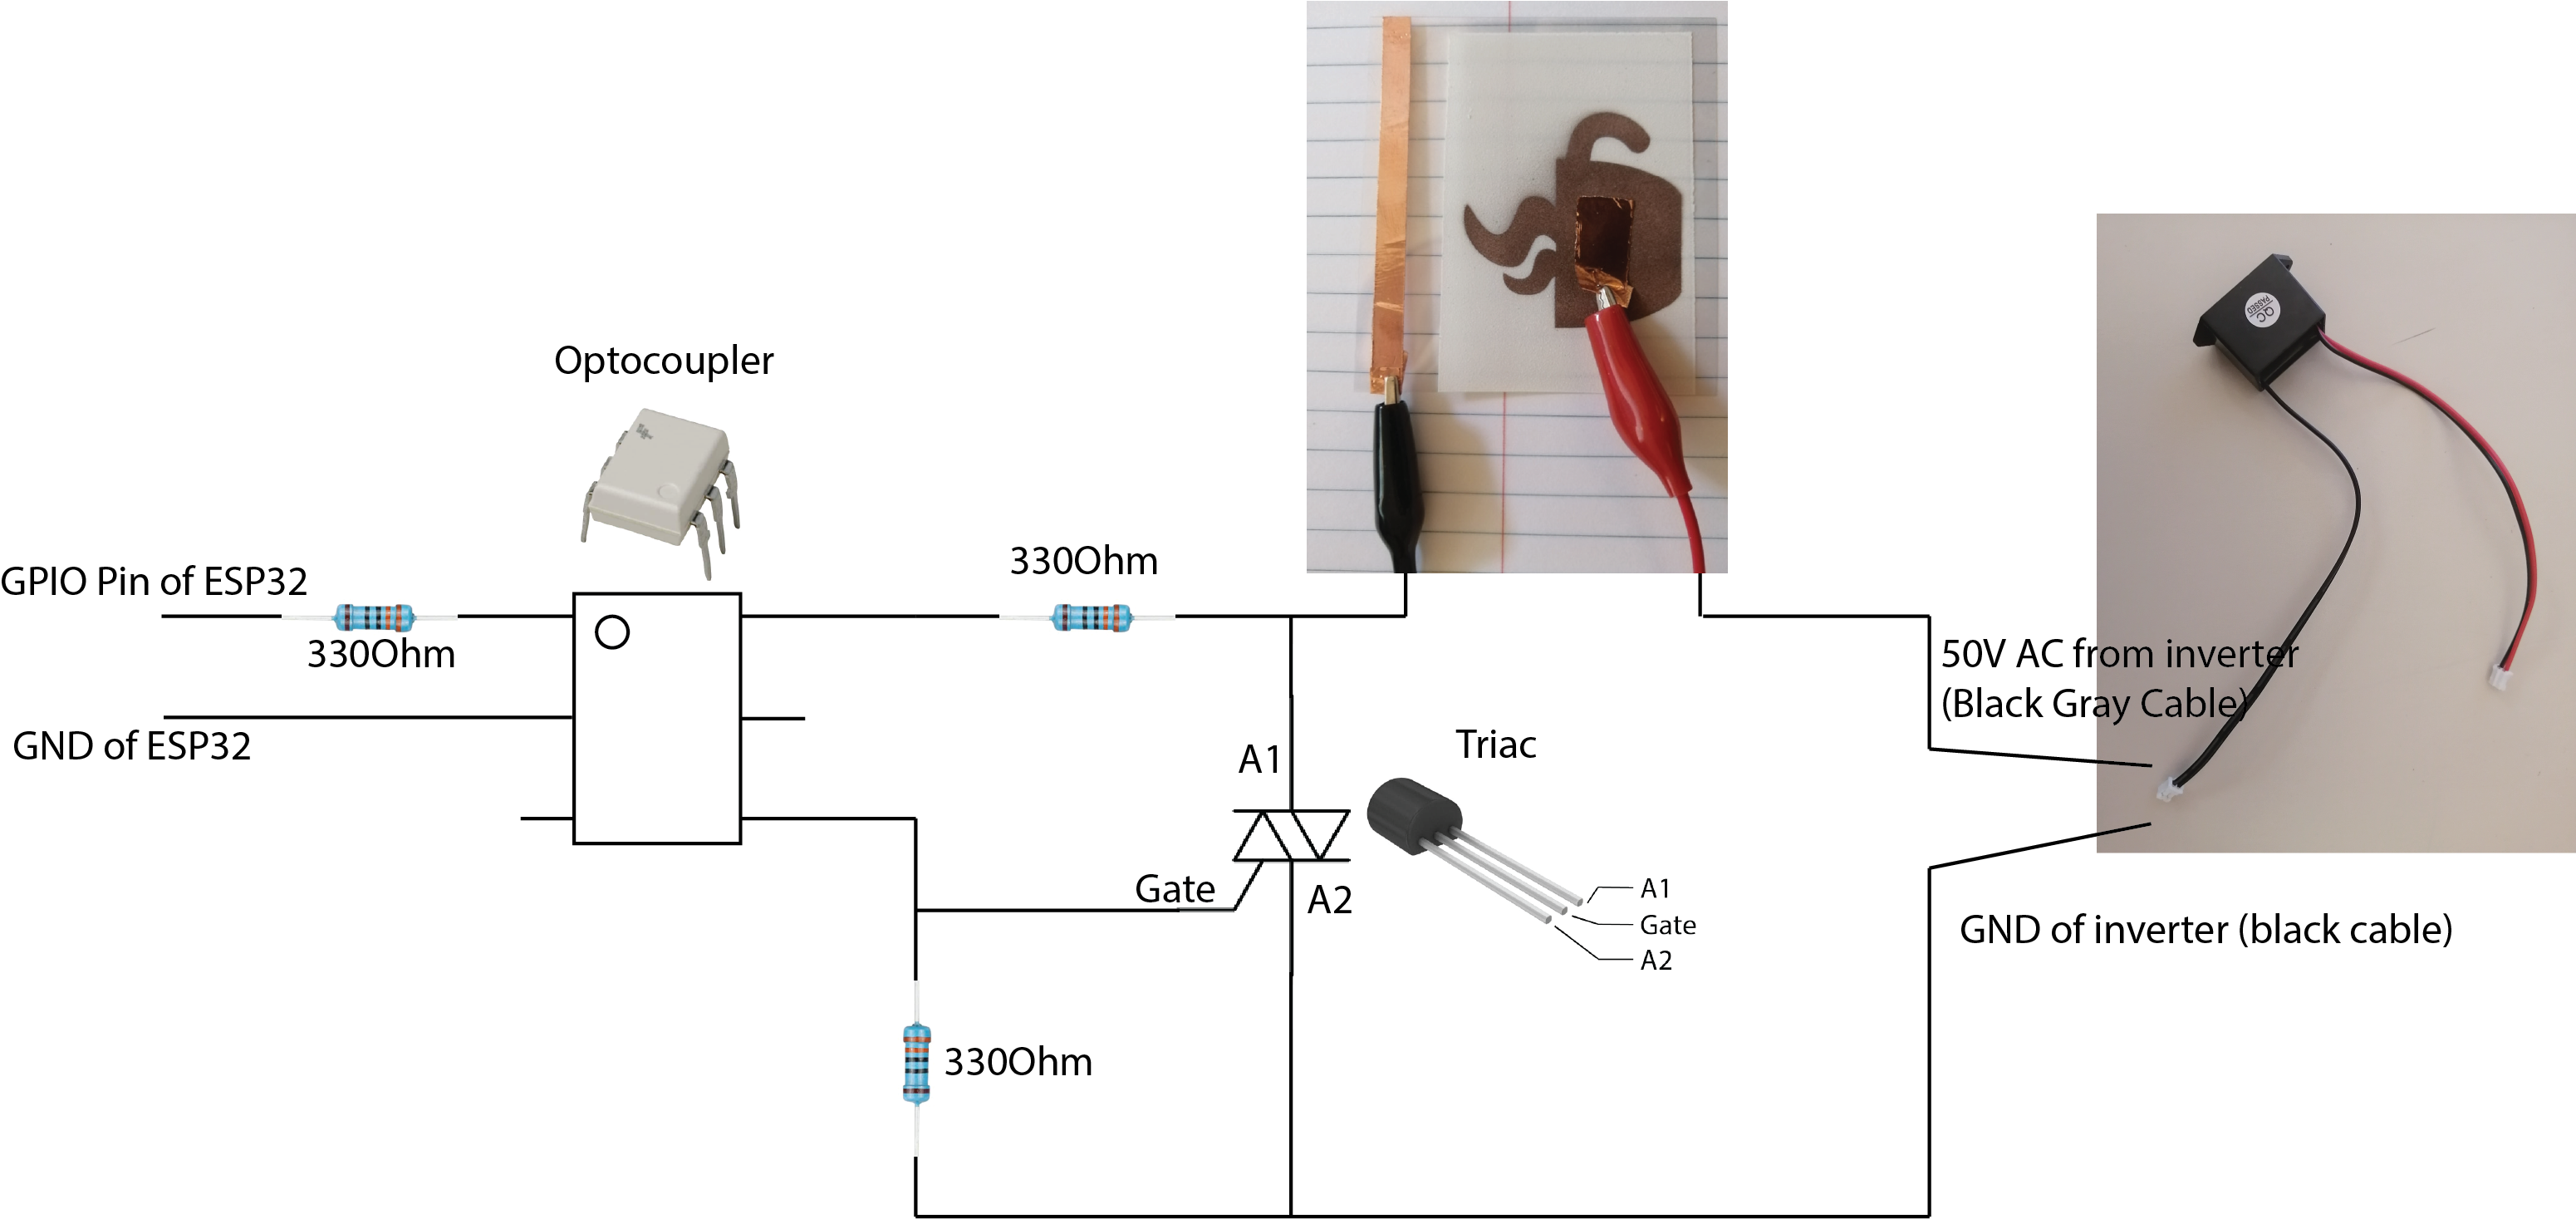 Optocoupler
GPIO Pin of ESP32
330Ohm
GND of ESP32
330Ohm
50V AC from inverter
(Black Gray Cable)
Triac
A1
Gate
A2
A1
Gate
A2
GND of inverter (black cable)
330Ohm
QC
PASSED